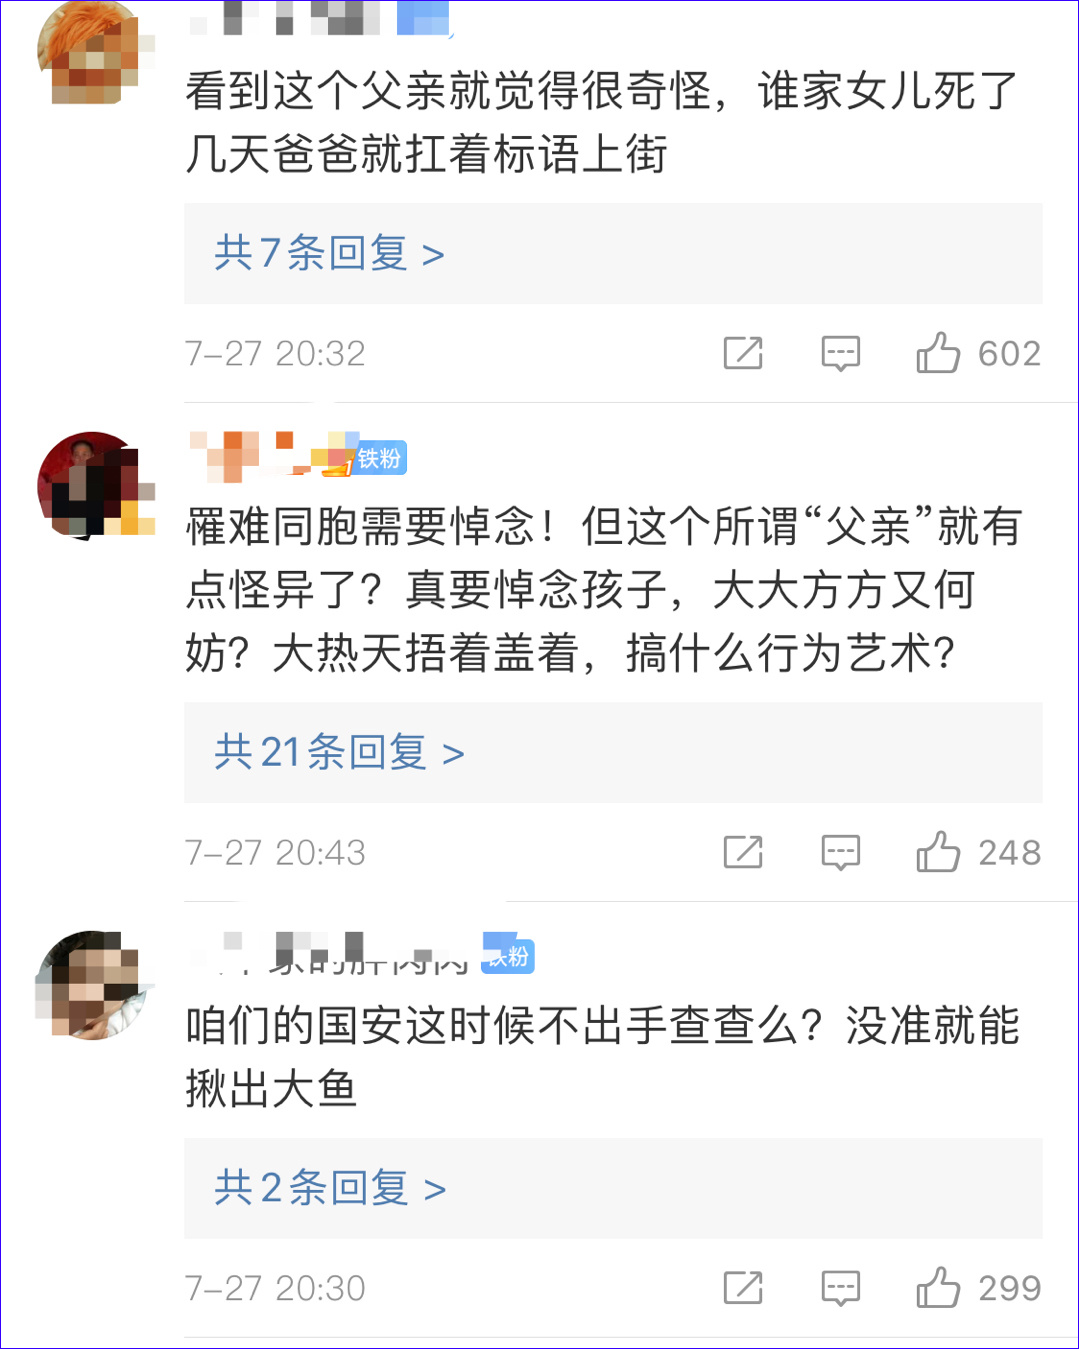 看到这个父亲就觉得很奇怪，谁家女儿死了
几天爸爸就扛着标语上街
共7条回复 >
7-27 20:32
602
铁粉
罹难同胞需要悼念！但这个所谓“父亲”就有
点怪异了？真要悼念孩子，大大方方又何
妨？大热天捂着盖着，搞什么行为艺术？
共21条回复 >
7-27 20:43
248
铁粉
咱们的国安这时候不出手查查么？没准就能
揪出大鱼
共2条回复 >
7-27 20:30
299